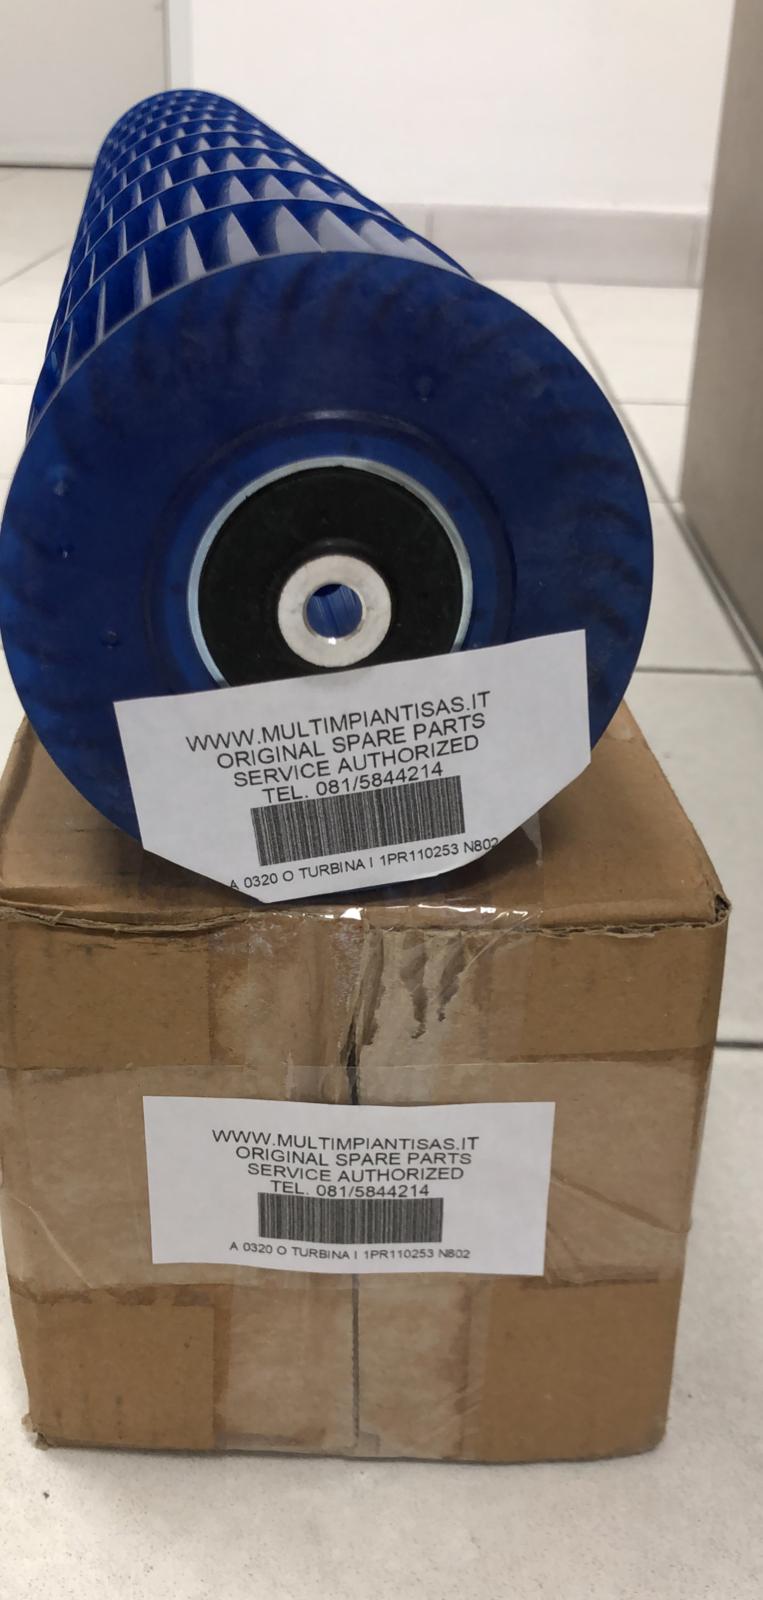 WWW.MULTIMPIANTISAS.IT
ORIGINAL SPARE PARTS
SERVICE AUTHORIZED
TEL. 081/5844214
A 0320 O TURBINA I 1PR110253 N802
WWW.MULTIMPIANTISAS.IT
ORIGINAL SPARE PARTS
SERVICE AUTHORIZED
TEL. 081/5844214
A 0320 O TURBINA I 1PR110253 N802